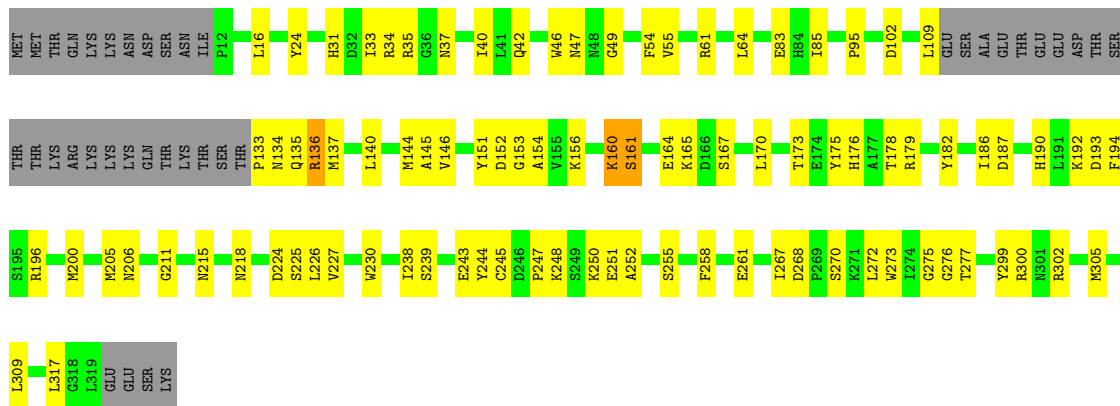 MET MET THR GLN LYS LYS ASN ASP SER ASN ILE P12 L16 Y24 H31 D32 I33 R34 R35 G36 N37 I40 L41 Q42 W46 N47 N48 G49 F54 V55 R61 L64 E83 H84 I85 P95 D102 L109 GLU SER ALA GLU THR GLU GLU ASP THR SER
THR THR LYS ARG LYS LYS LYS GLN THR LYS THR SER THR P133 N134 Q135 R136 M137 L140 M144 A145 V146 Y151 D152 G153 A154 V155 K156 K160 S161 E164 K165 D166 S167 L170 T173 E174 Y175 H176 A177 T178 R179 Y182 I186 D187 H190 L191 K192 D193 F194
S195 R196 M200 M205 N206 G211 N215 N218 D224 S225 L226 V227 W230 I238 S239 E243 Y244 C245 D246 P247 K248 S249 K250 E251 A252 S255 F258 E261 I267 D268 P269 S270 K271 L272 W273 I274 G275 G276 T277 Y299 R300 N301 R302 M305
L309 L317 G318 L319 GLU GLU SER LYS